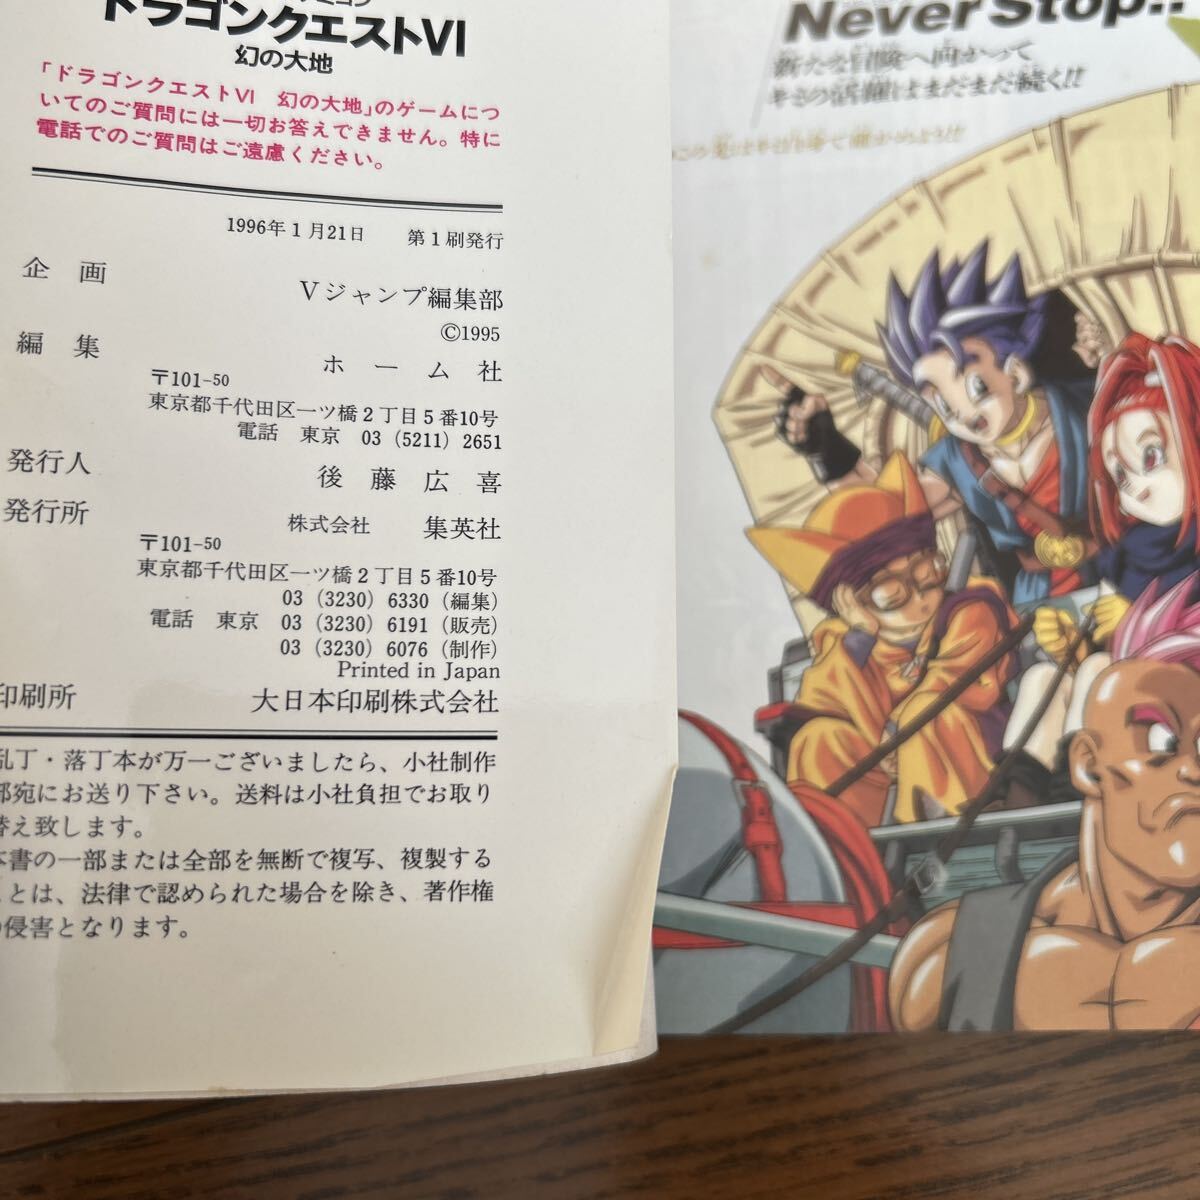 ドラゴンクエストVI
幻の大地
「ドラゴンクエストVI　幻の大地」のゲームにつ
いてのご質問には一切お答えできません。特に
電話でのご質問はご遠慮ください。
1996年1月21日　第1刷発行
企画
Vジャンプ編集部
©1995
編集
ホーム社
〒101-50
東京都千代田区一ツ橋2丁目5番10号
電話　東京　03(5211)2651
発行人
後藤広喜
発行所
株式会社　集英社
〒101-50
東京都千代田区一ツ橋2丁目5番10号
03(3230)6330(編集)
電話　東京　03(3230)6191(販売)
03(3230)6076(制作)
Printed in Japan
印刷所
大日本印刷株式会社
乱丁・落丁本が万一ございましたら、小社制作
部宛にお送り下さい。送料は小社負担でお取り
替え致します。
本書の一部または全部を無断で複写、複製する
ことは、法律で認められた場合を除き、著作権
の侵害となります。
Never Stop!!
新たな冒険へ向かって
キミの活躍はまだまだ続く!!